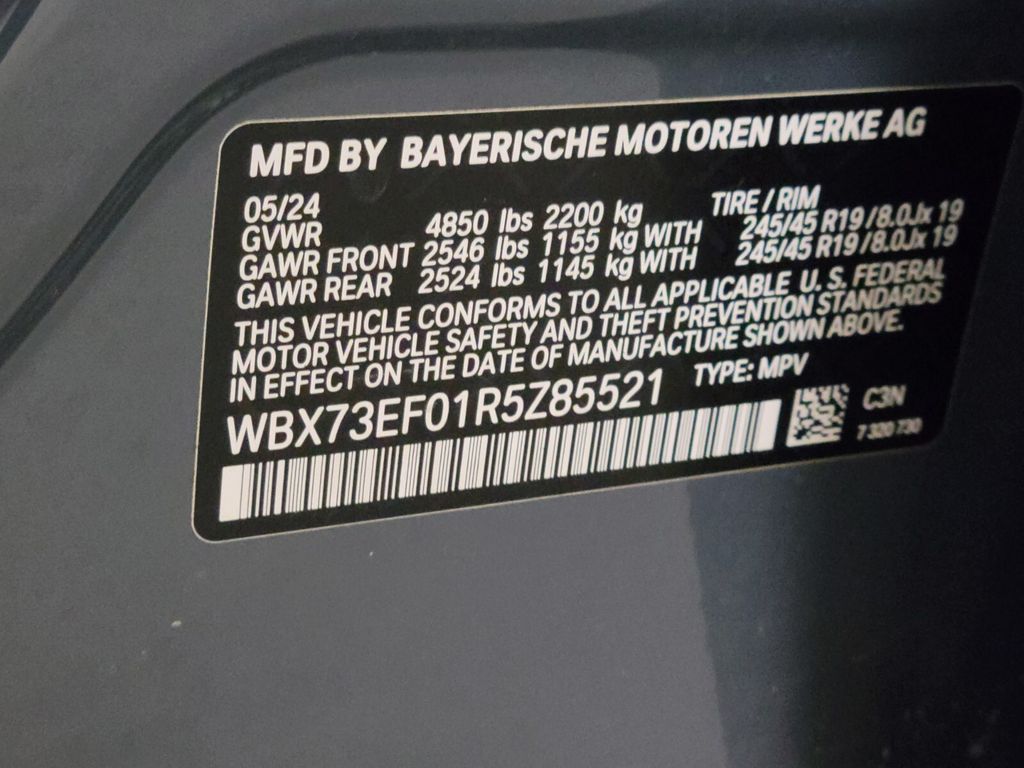 MFD BY BAYERISCHE MOTOREN WERKE AG
05/24 TIRE / RIM
GVWR 4850 lbs 2200 kg
GAWR FRONT 2546 lbs 1155 kg WITH 245/45 R19 / 8.0Jx 19
GAWR REAR 2524 lbs 1145 kg WITH 245/45 R19 / 8.0Jx 19
THIS VEHICLE CONFORMS TO ALL APPLICABLE U. S. FEDERAL
MOTOR VEHICLE SAFETY AND THEFT PREVENTION STANDARDS
IN EFFECT ON THE DATE OF MANUFACTURE SHOWN ABOVE.
WBX73EF01R5Z85521 TYPE: MPV
C3N
7 320 730